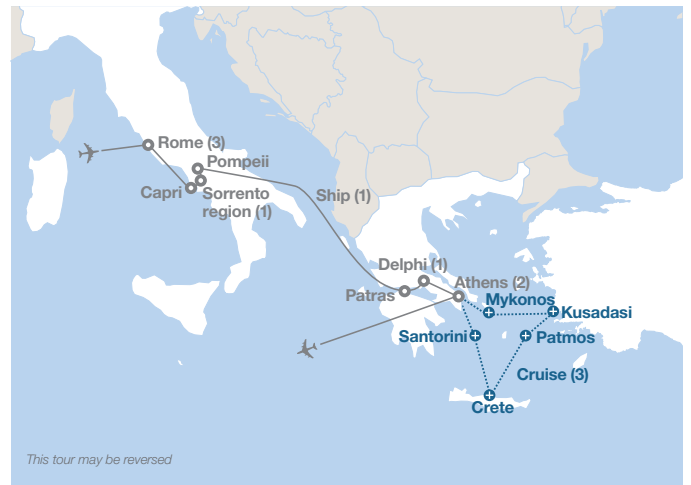 Rome (3)
Pompeii
Capri
Sorrento
region (1)
Ship (1)
Delphi (1)
Patras
Athens (2)
Mykonos
Kusadasi
Santorini
Patmos
Cruise (3)
Crete
This tour may be reversed